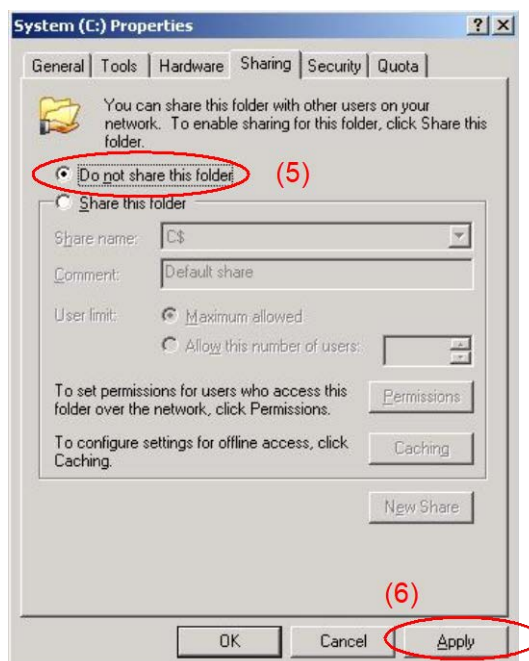 System (C:) Properties
General Tools Hardware Sharing Security Quota
You can share this folder with other users on your
network. To enable sharing for this folder, click Share this
folder.
Do not share this folder (5)
Share this folder
Share name: C$
Comment: Default share
User limit: Maximum allowed
Allow this number of users:
To set permissions for users who access this
folder over the network, click Permissions.
Permissions
To configure settings for offline access, click
Caching.
Caching
New Share
(6)
OK Cancel Apply